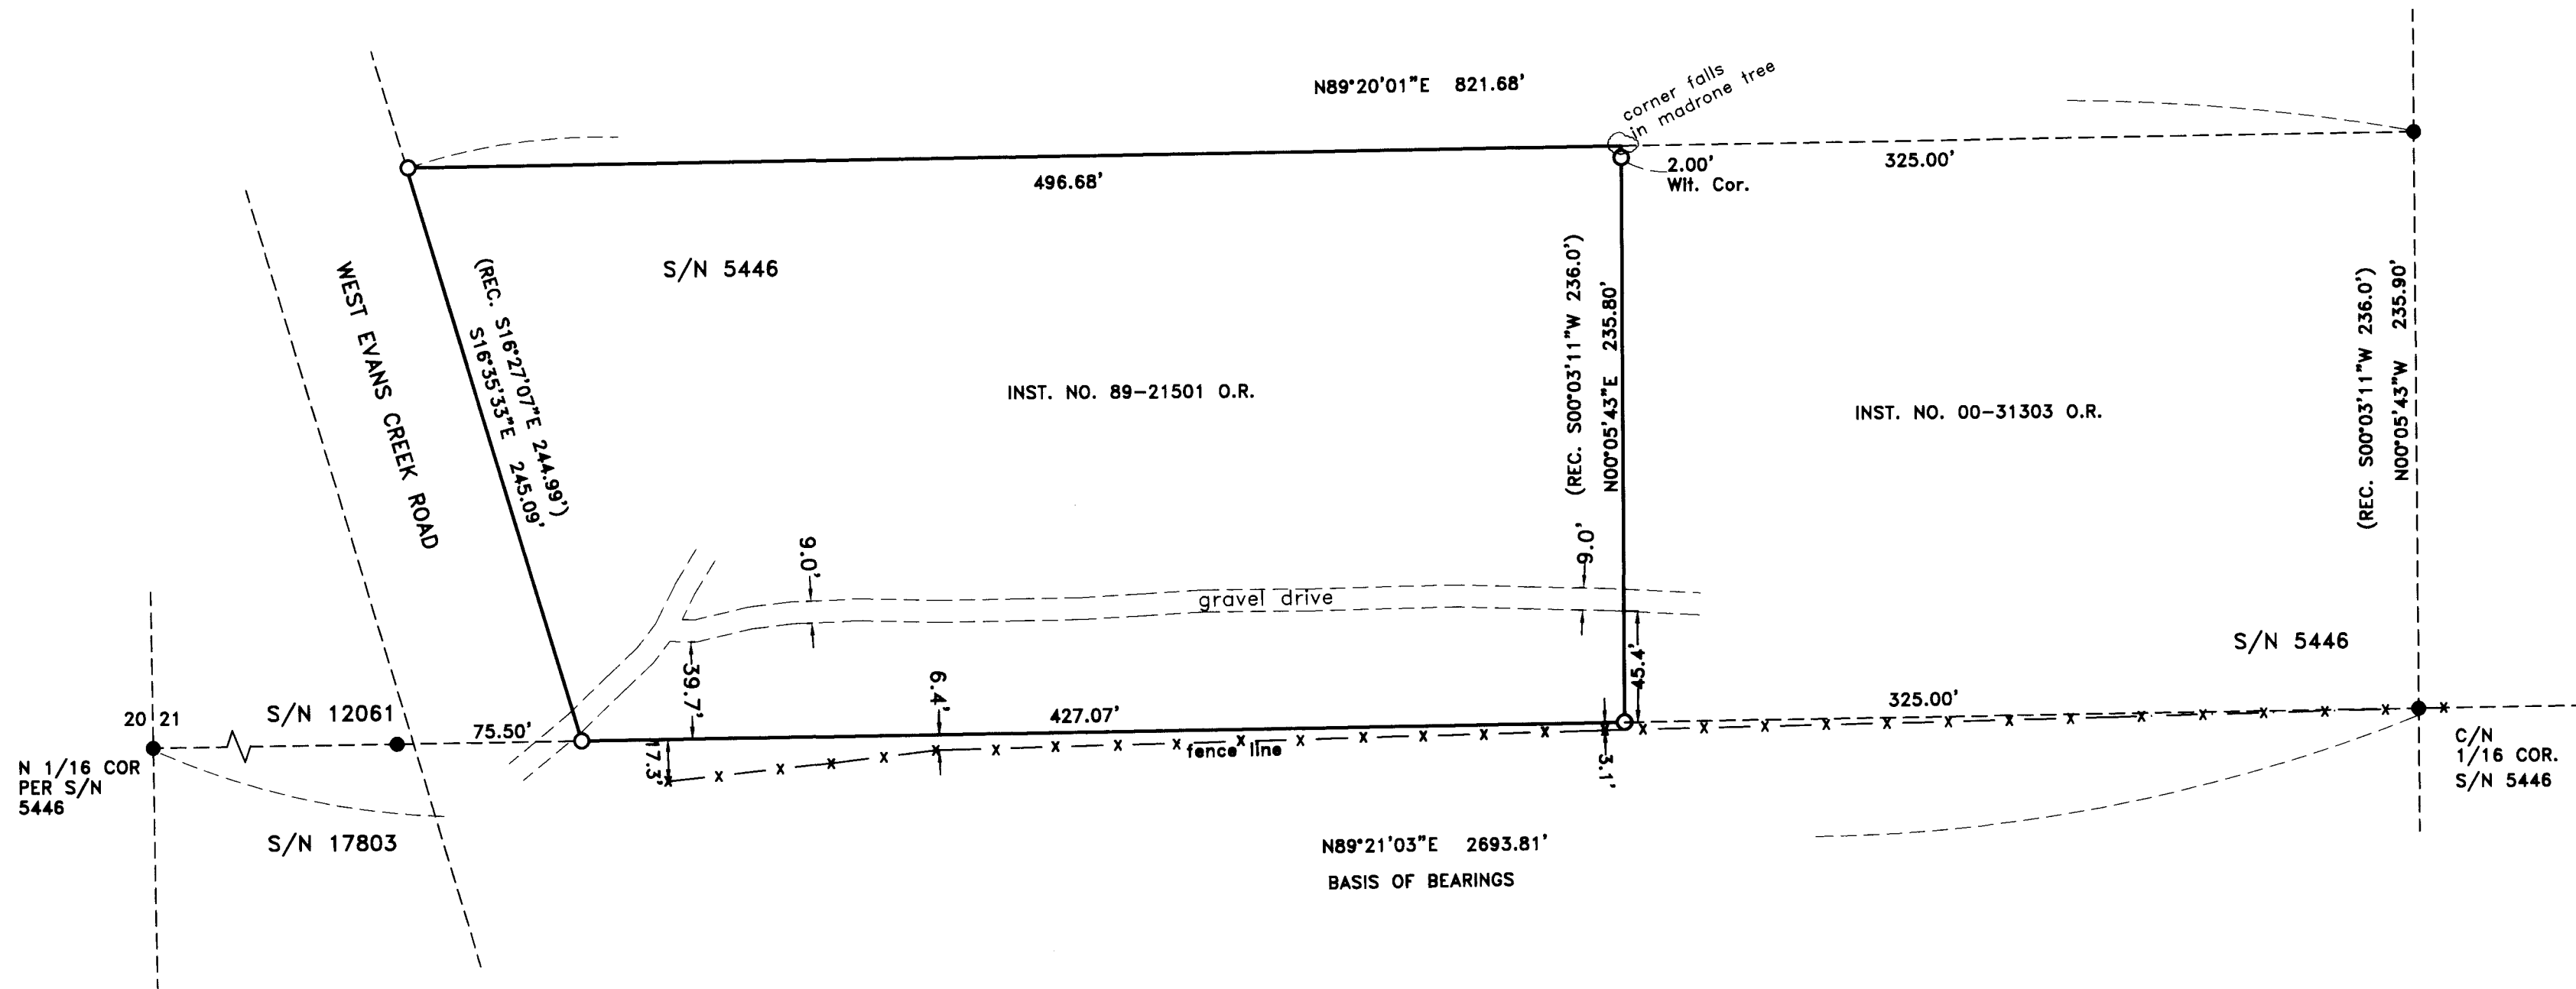 N89°20'01"E 821.68'
corner falls
in madrone tree
496.68'
2.00'
Wit. Cor.
325.00'
S/N 5446
WEST EVANS CREEK ROAD
(REC. S16°27'07"E 244.99')
S16°35'33"E 245.09'
INST. NO. 89-21501 O.R.
(REC. S00°03'11"W 236.0')
N00°05'43"E 235.80'
INST. NO. 00-31303 O.R.
(REC. S00°03'11"W 236.0')
N00°05'43"W 235.90'
9.0'
9.0'
gravel drive
39.7'
6.4'
45.4'
S/N 5446
20 21
S/N 12061
75.50'
427.07'
325.00'
17.3'
fence line
3.1'
N 1/16 COR
PER S/N
5446
C/N
1/16 COR.
S/N 5446
S/N 17803
N89°21'03"E 2693.81'
BASIS OF BEARINGS